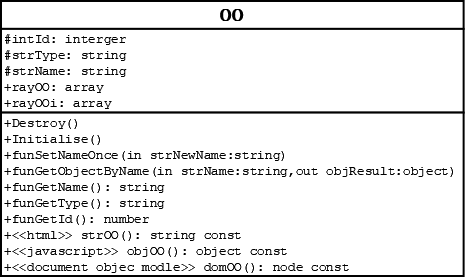 OO
#intId: interger
#strType: string
#strName: string
+rayOO: array
+rayOOi: array
+Destroy()
+Initialise()
+funSetNameOnce(in strNewName:string)
+funGetObjectByName(in strName:string,out objResult:object)
+funGetName(): string
+funGetType(): string
+funGetId(): number
+<<html>> strOO(): string const
+<<javascript>> objOO(): object const
+<<document objec modle>> domOO(): node const